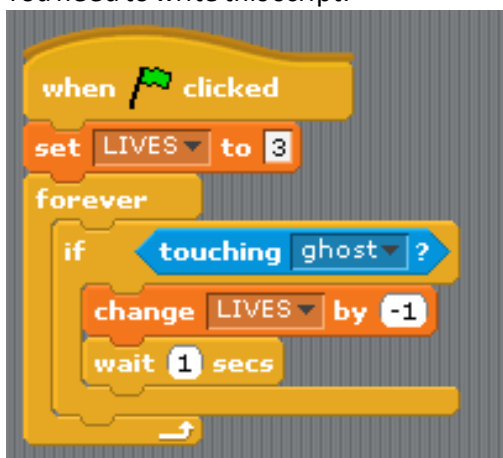 when clicked
set LIVES to 3
forever
if touching ghost ?
change LIVES by -1
wait 1 secs